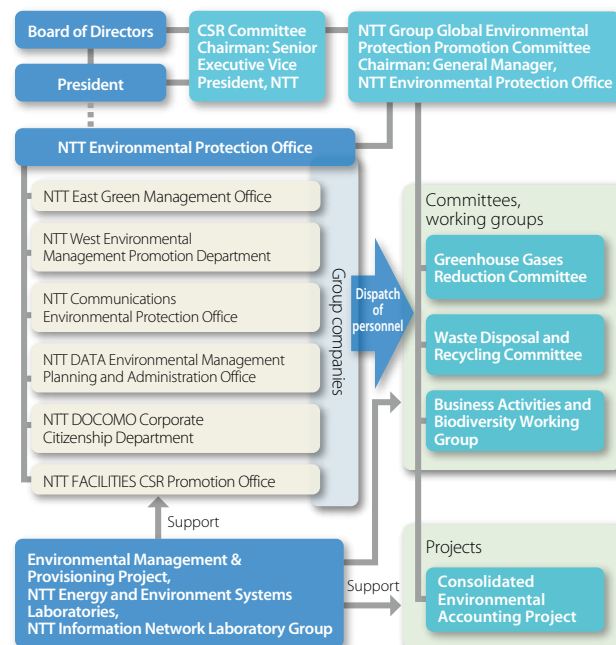 Board of Directors
President
CSR Committee
Chairman: Senior
Executive Vice
President, NTT
NTT Group Global Environmental
Protection Promotion Committee
Chairman: General Manager,
NTT Environmental Protection Office
NTT Environmental Protection Office
NTT East Green Management Office
NTT West Environmental
Management Promotion Department
NTT Communications
Environmental Protection Office
NTT DATA Environmental Management
Planning and Administration Office
NTT DOCOMO Corporate
Citizenship Department
NTT FACILITIES CSR Promotion Office
Group companies
Dispatch
of
personnel
Committees,
working groups
Greenhouse Gases
Reduction Committee
Waste Disposal and
Recycling Committee
Business Activities and
Biodiversity Working
Group
Support
Environmental Management &
Provisioning Project,
NTT Energy and Environment Systems
Laboratories,
NTT Information Network Laboratory Group
Support
Projects
Consolidated
Environmental
Accounting Project